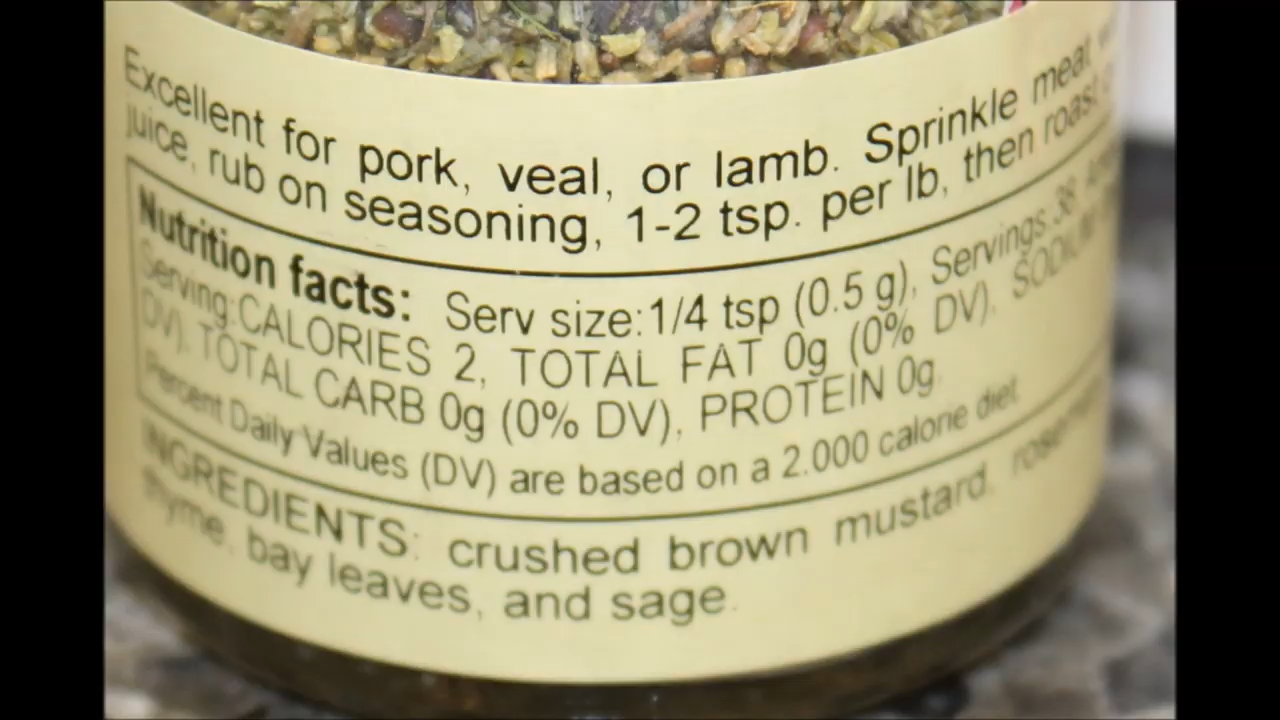 Excellent for pork, veal, or lamb. Sprinkle meat
juice, rub on seasoning, 1-2 tsp. per lb, then roast
Nutrition facts: Serv size:1/4 tsp (0.5 g), Servings 38,
Serving:CALORIES 2, TOTAL FAT 0g (0% DV), SODIUM
DV), TOTAL CARB 0g (0% DV), PROTEIN 0g.
Percent Daily Values (DV) are based on a 2.000 calorie diet.
INGREDIENTS: crushed brown mustard,
thyme, bay leaves, and sage.